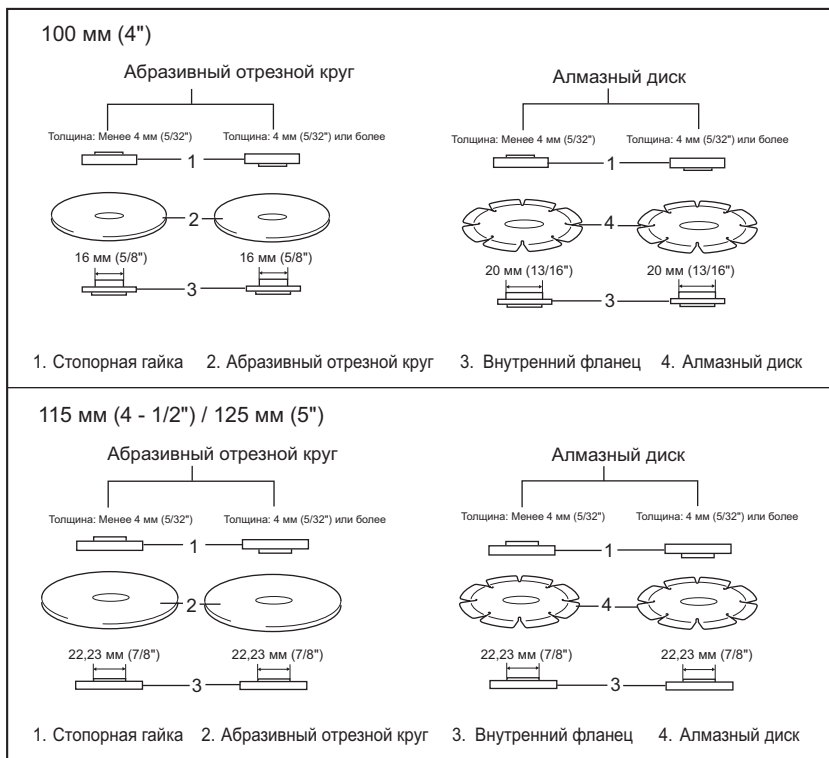 100 мм (4")
Абразивный отрезной круг Алмазный диск
Толщина: Менее 4 мм (5/32") Толщина: 4 мм (5/32") или более Толщина: Менее 4 мм (5/32") Толщина: 4 мм (5/32") или более
1 1
2 4
16 мм (5/8") 16 мм (5/8") 20 мм (13/16") 20 мм (13/16")
3 3
1. Стопорная гайка 2. Абразивный отрезной круг 3. Внутренний фланец 4. Алмазный диск
115 мм (4 - 1/2") / 125 мм (5")
Абразивный отрезной круг Алмазный диск
Толщина: Менее 4 мм (5/32") Толщина: 4 мм (5/32") или более Толщина: Менее 4 мм (5/32") Толщина: 4 мм (5/32") или более
1 1
2 4
22,23 мм (7/8") 22,23 мм (7/8") 22,23 мм (7/8") 22,23 мм (7/8")
3 3
1. Стопорная гайка 2. Абразивный отрезной круг 3. Внутренний фланец 4. Алмазный диск